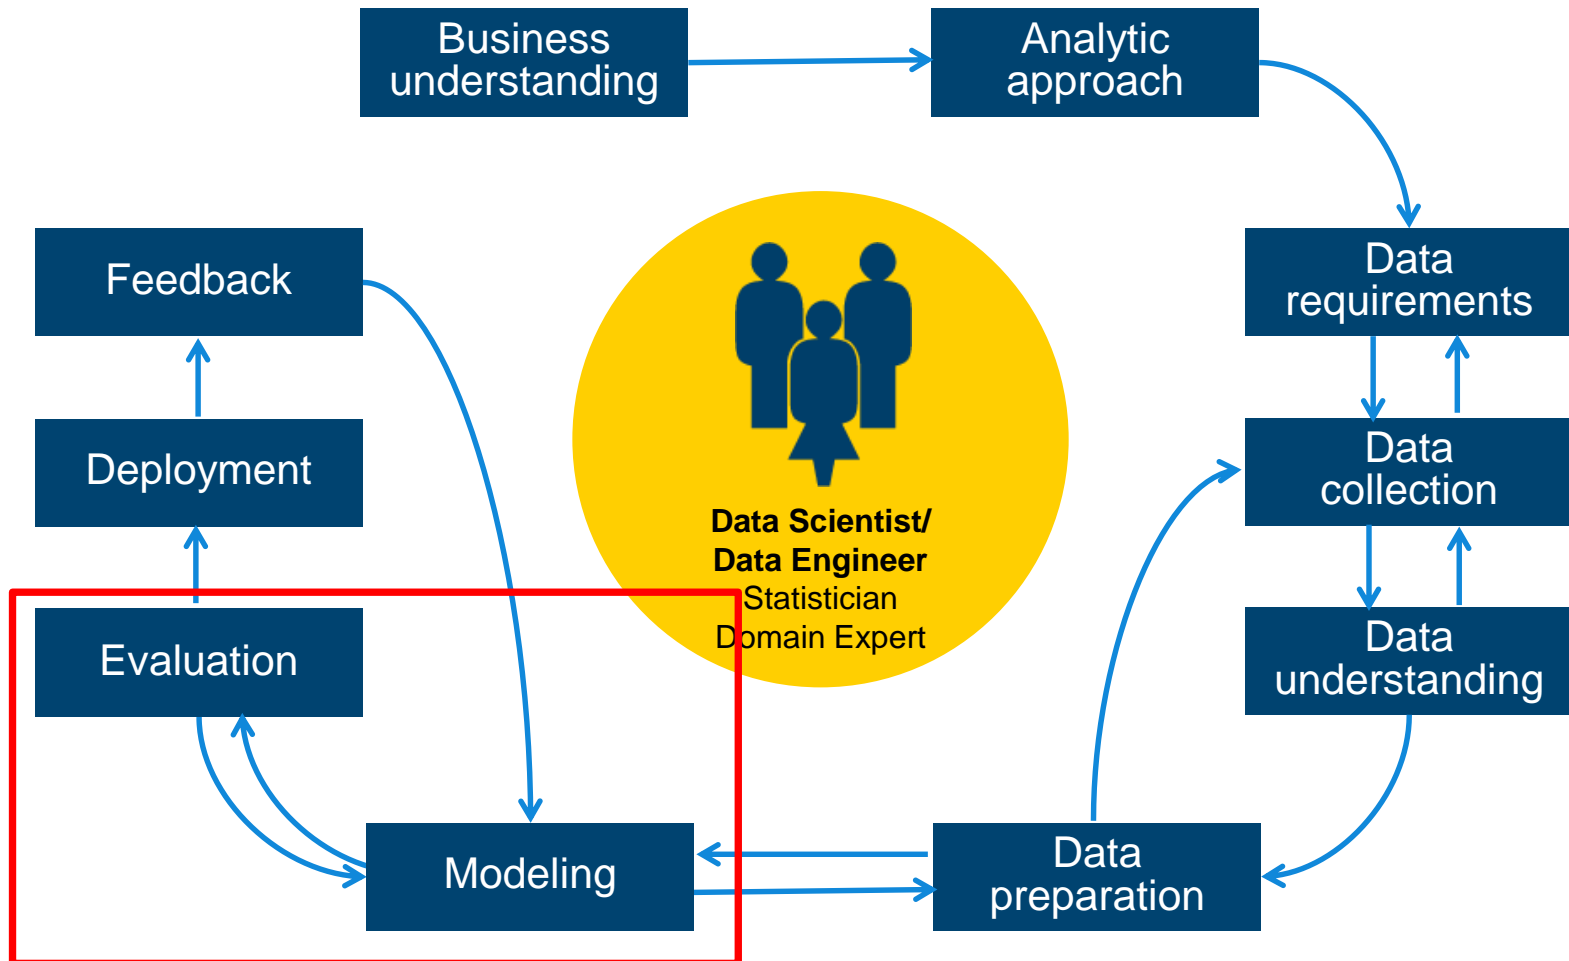 Business
understanding
Analytic
approach
Feedback
Data
requirements
Deployment
Data
collection
Data Scientist/
Data Engineer
Statistician
Domain Expert
Evaluation
Data
understanding
Modeling
Data
preparation